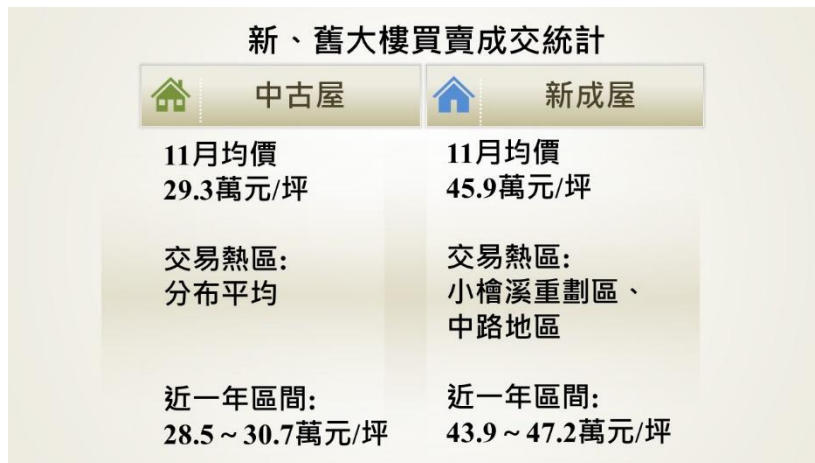 新、舊大樓買賣成交統計
中古屋
新成屋
11月均價
29.3萬元/坪
交易熱區:
分布平均
近一年區間:
28.5～30.7萬元/坪
11月均價
45.9萬元/坪
交易熱區:
小檜溪重劃區、
中路地區
近一年區間:
43.9～47.2萬元/坪